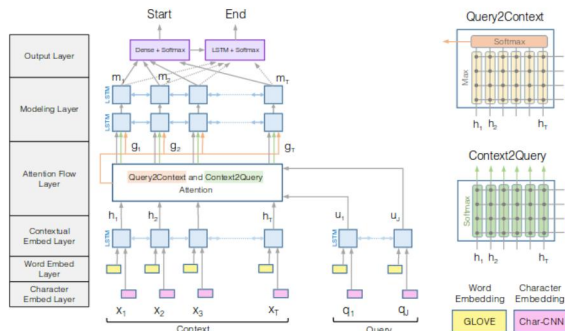 Start End
Dense + Softmax LSTM + Softmax
Output Layer
m1 m2 mT
LSTM
Modeling Layer
LSTM
g1 g2 gT
Attention Flow
Layer
Query2Context and Context2Query
Attention
h1 h2 hT
u1 uJ
Contextual
Embed Layer
LSTM LSTM
Word Embed
Layer
Character
Embed Layer
x1 x2 x3 xT q1 qJ
Context Query
Query2Context
Softmax
Max
h1 h2 hT
Context2Query
Softmax
h1 h2 hT
Word Character
Embedding Embedding
GLOVE Char-CNN